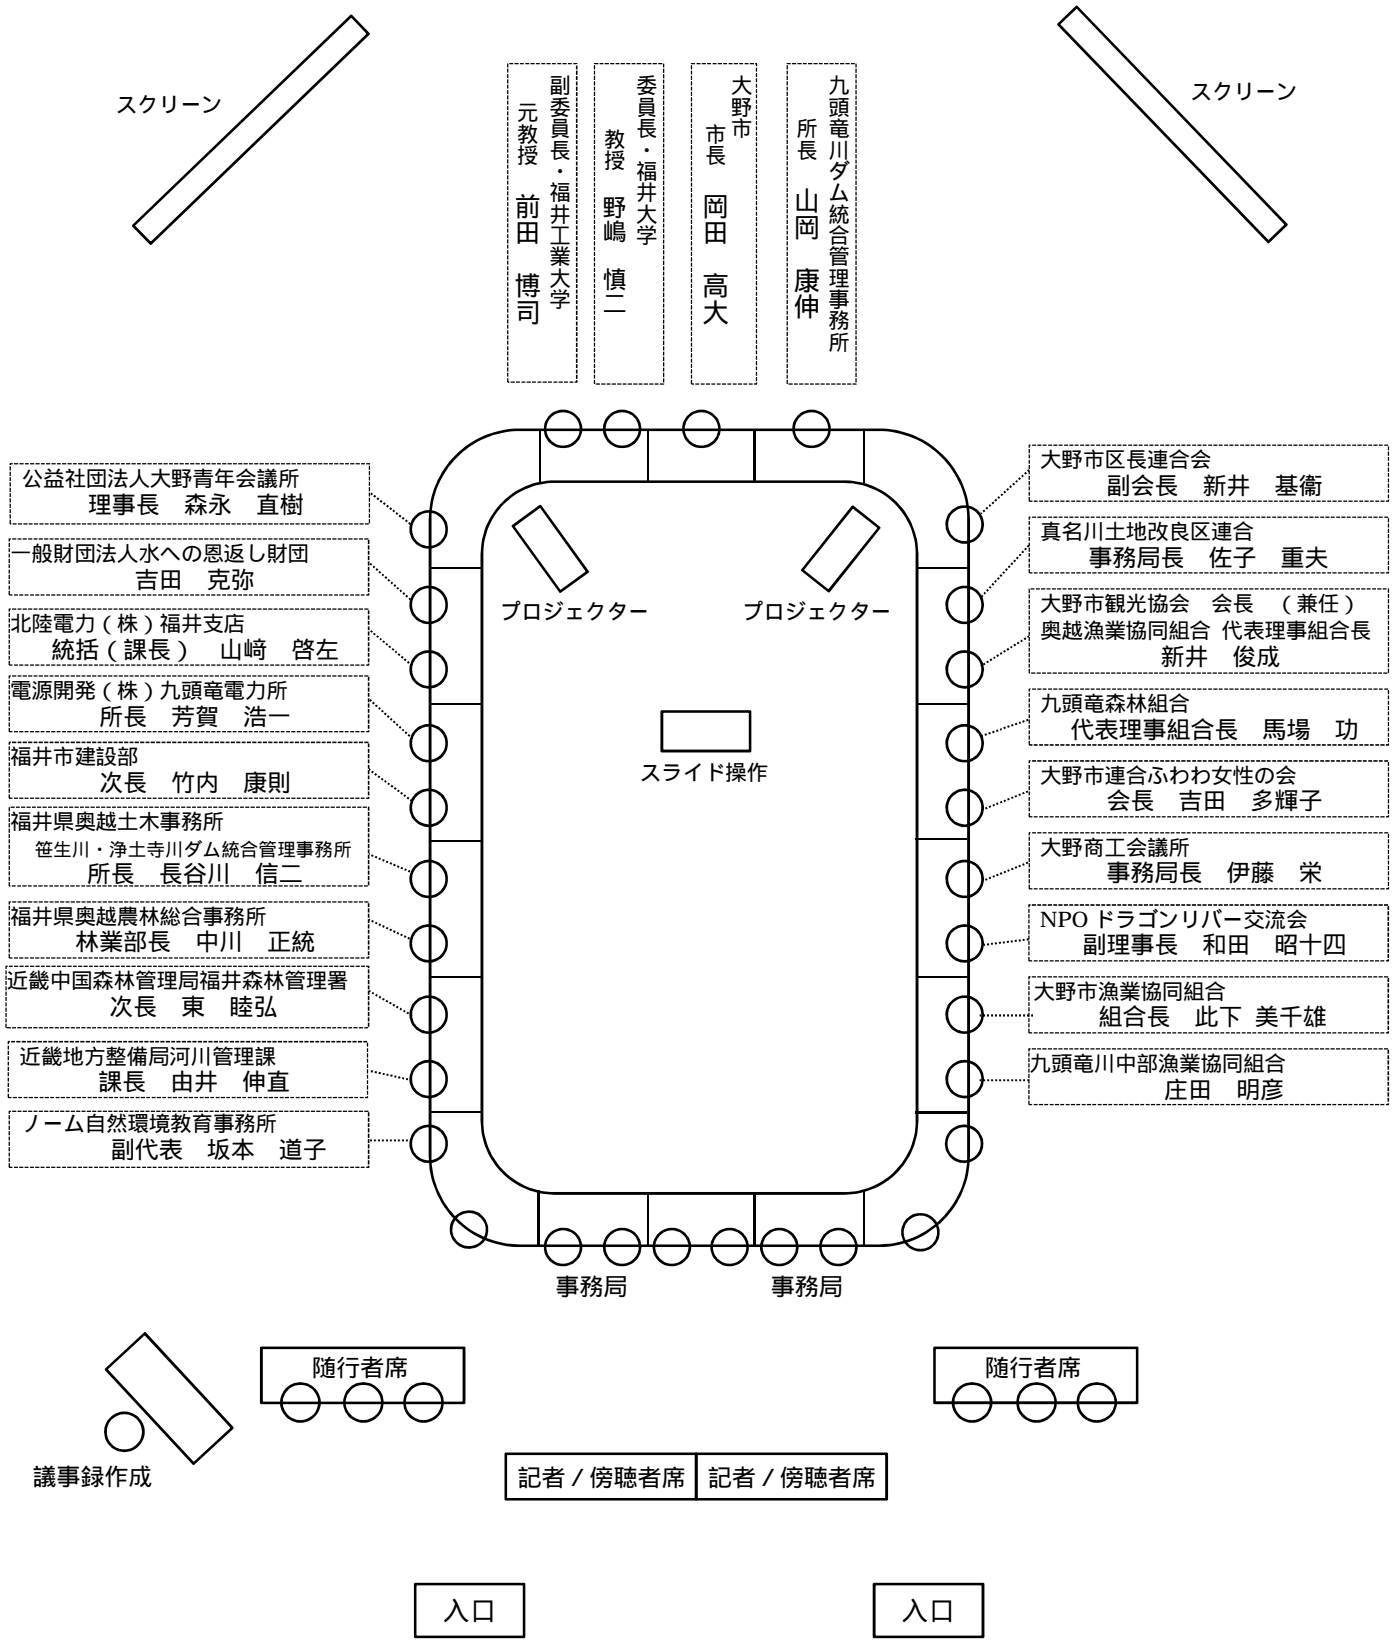 スクリーン
スクリーン
九頭竜川ダム統合管理事務所
所長 山岡 康伸
大野市
市長 岡田 高大
委員長・福井大学
教授 野嶋 慎二
副委員長・福井工業大学
元教授 前田 博司
公益社団法人大野青年会議所
理事長 森永 直樹
一般財団法人水への恩返し財団
吉田 克弥
北陸電力（株）福井支店
統括（課長） 山﨑 啓左
電源開発（株）九頭竜電力所
所長 芳賀 浩一
福井市建設部
次長 竹内 康則
福井県奥越土木事務所
笹生川・浄土寺川ダム統合管理事務所
所長 長谷川 信二
福井県奥越農林総合事務所
林業部長 中川 正統
近畿中国森林管理局福井森林管理署
次長 東 睦弘
近畿地方整備局河川管理課
課長 由井 伸直
ノーム自然環境教育事務所
副代表 坂本 道子
プロジェクター
プロジェクター
スライド操作
大野市区長連合会
副会長 新井 基衞
真名川土地改良区連合
事務局長 佐子 重夫
大野市観光協会 会長 （兼任）
奥越漁業協同組合 代表理事組合長
新井 俊成
九頭竜森林組合
代表理事組合長 馬場 功
大野市連合ふわわ女性の会
会長 吉田 多輝子
大野商工会議所
事務局長 伊藤 栄
NPO ドラゴンリバー交流会
副理事長 和田 昭十四
大野市漁業協同組合
組合長 此下 美千雄
九頭竜川中部漁業協同組合
庄田 明彦
事務局
事務局
随行者席
随行者席
議事録作成
記者 / 傍聴者席
記者 / 傍聴者席
入口
入口